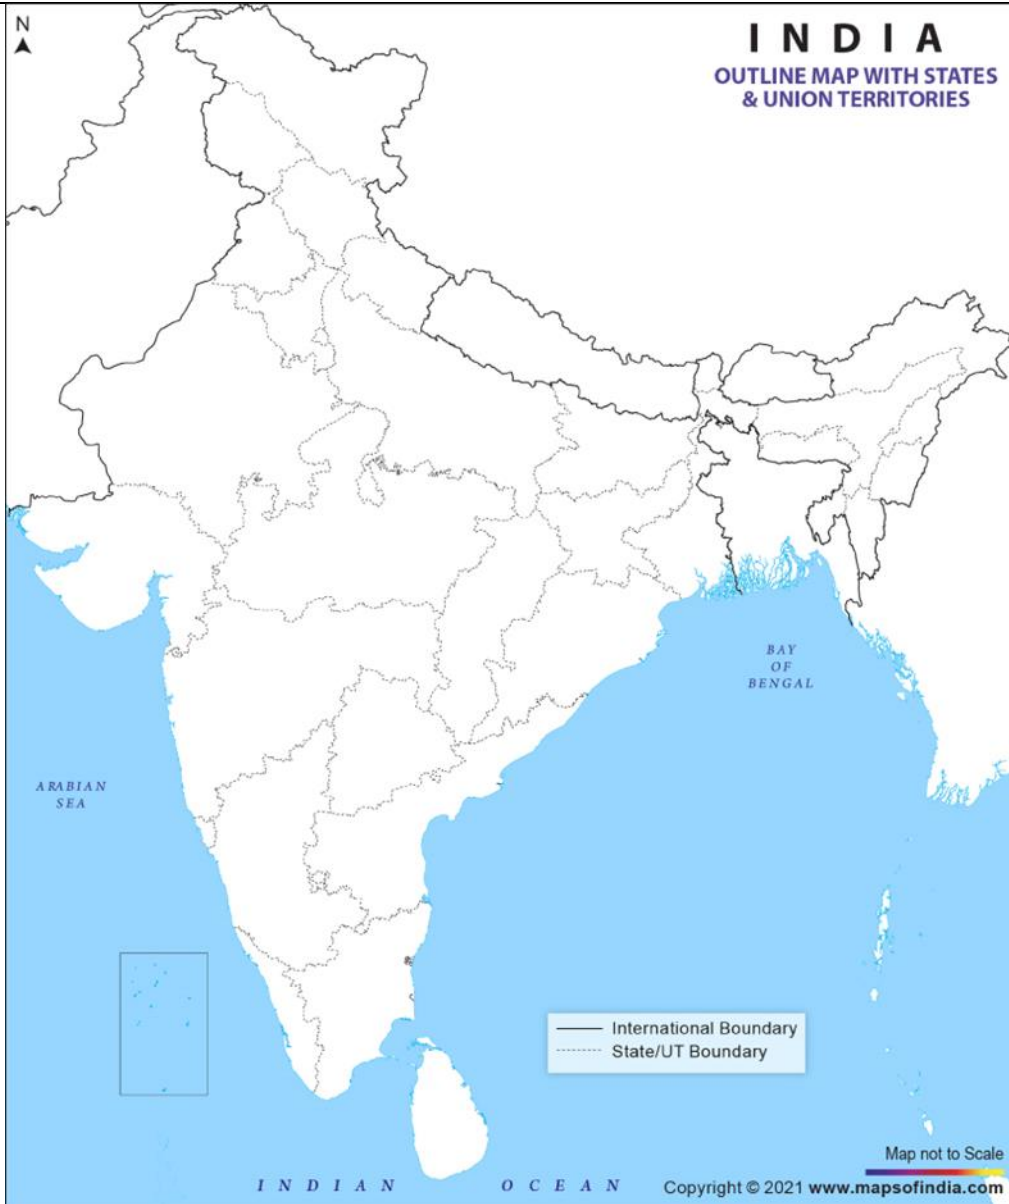 N
I N D I A
OUTLINE MAP WITH STATES
& UNION TERRITORIES
BAY
OF
BENGAL
ARABIAN
SEA
International Boundary
State/UT Boundary
Map not to Scale
I N D I A N O C E A N
Copyright © 2021 www.mapsofindia.com